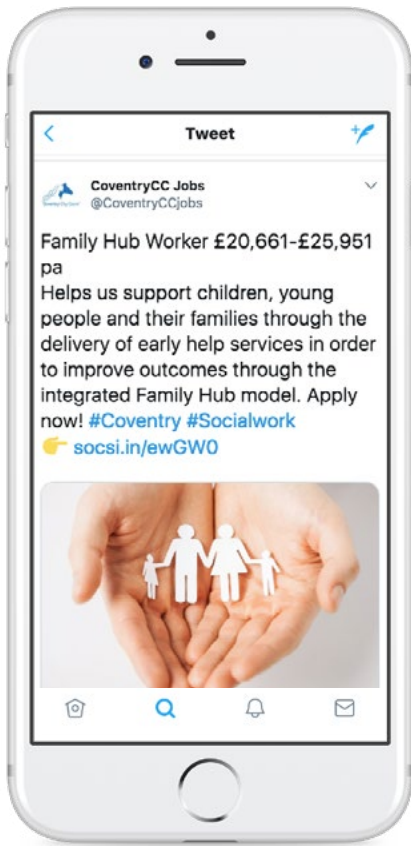 Tweet
CoventryCC Jobs
@CoventryCCjobs
Family Hub Worker £20,661-£25,951
pa
Helps us support children, young
people and their families through the
delivery of early help services in order
to improve outcomes through the
integrated Family Hub model. Apply
now! #Coventry #Socialwork
👉 socsi.in/ewGW0